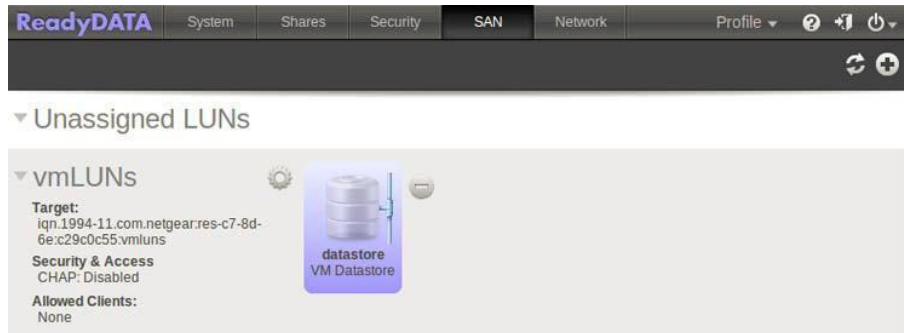 ReadyDATA System Shares Security SAN Network Profile
Unassigned LUNs
vmLUNs
Target:
iqn.1994-11.com.netgear:res-c7-8d-
6e:c29c0c55:vmluns
Security & Access
CHAP: Disabled
Allowed Clients:
None
datastore
VM Datastore